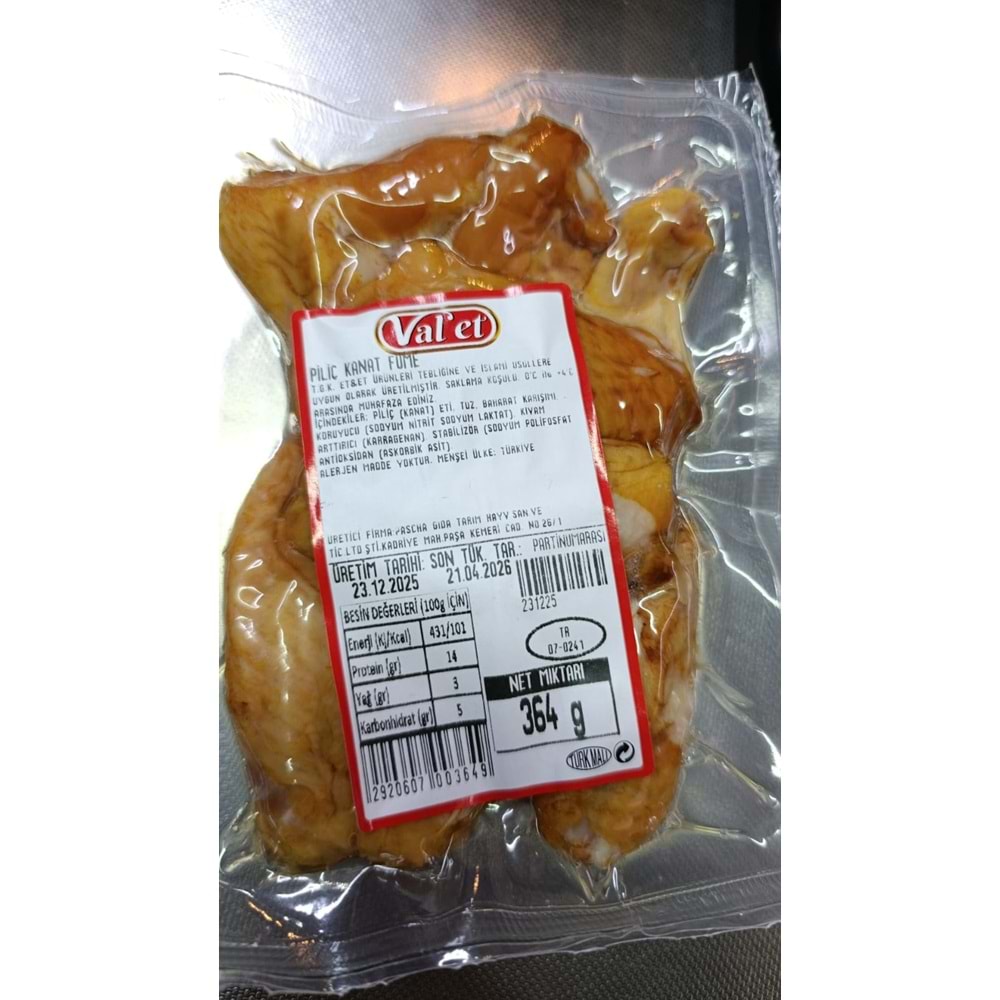 Val'et
PİLİÇ KANAT FÜME
T.G.K. ET&ET ÜRÜNLERİ TEBLİĞİNE VE İSLAMİ USÜLLERE
UYGUN OLARAK ÜRETİLMİŞTİR. SAKLAMA KOŞULU. 0°C +4°C
ARASINDA MUHAFAZA EDİNİZ.
İÇİNDEKİLER: PİLİÇ (KANAT) ETİ, TUZ, BAHARAT KARIŞIMI,
KORUYUCU (SODYUM NİTRİT SODYUM LAKTAT), KIVAM
ARTTIRICI (KARRAGENAN), STABİLİZÖR (SODYUM POLİFOSFAT
ANTİOKSİDAN (ASKORBİK ASİT)
ALERJEN MADDE YOKTUR. MENŞEİ ÜLKE: TÜRKİYE
ÜRETİCİ FİRMA:PASCHA GIDA TARIM HAYV SAN VE
TİC.LTD ŞTİ.KADRİYE MAH.PAŞA KEMERİ CAD. NO.26/1
ÜRETİM TARİHİ: SON TÜK. TAR.: PARTİNUMARASI
23.12.2025 21.04.2026
231225
BESİN DEĞERLERİ (100g İÇİN)
Enerji (Kj/Kcal) 431/101
Protein (gr) 14
Yağ (gr) 3
Karbonhidrat (gr) 5
TR
07-0241
NET MİKTARI
364 g
TÜRK MALI
2920607 003649